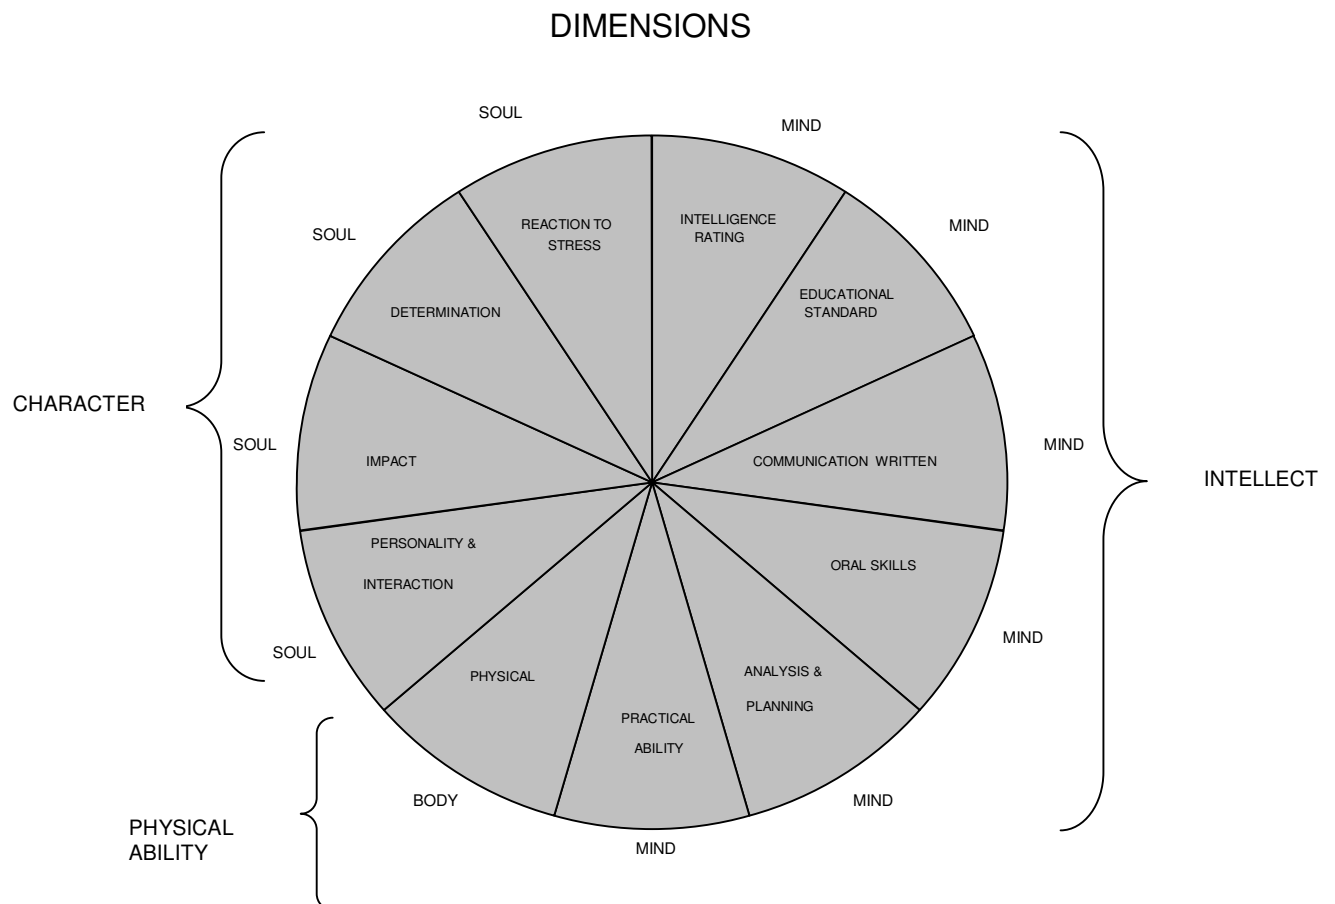 DIMENSIONS
SOUL
MIND
SOUL
MIND
REACTION TO
STRESS
INTELLIGENCE
RATING
EDUCATIONAL
STANDARD
DETERMINATION
CHARACTER
SOUL
IMPACT
COMMUNICATION WRITTEN
MIND
INTELLECT
PERSONALITY &
INTERACTION
ORAL SKILLS
SOUL
MIND
PHYSICAL
ANALYSIS &
PLANNING
PRACTICAL
ABILITY
BODY
MIND
MIND
PHYSICAL
ABILITY